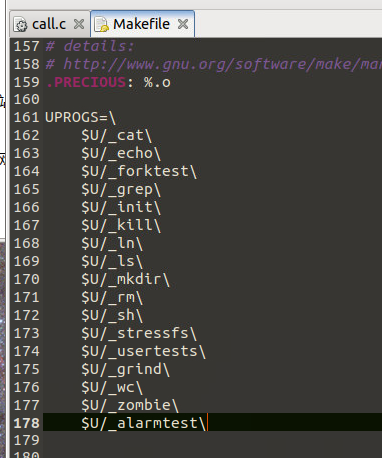 call.c Makefile
157 # details:
158 # http://www.gnu.org/software/make/ma
159 .PRECIOUS: %.o
160
161 UPROGS=\
162 $U/_cat\
163 $U/_echo\
164 $U/_forktest\
165 $U/_grep\
166 $U/_init\
167 $U/_kill\
168 $U/_ln\
169 $U/_ls\
170 $U/_mkdir\
171 $U/_rm\
172 $U/_sh\
173 $U/_stressfs\
174 $U/_usertests\
175 $U/_grind\
176 $U/_wc\
177 $U/_zombie\
178 $U/_alarmtest\
179
180